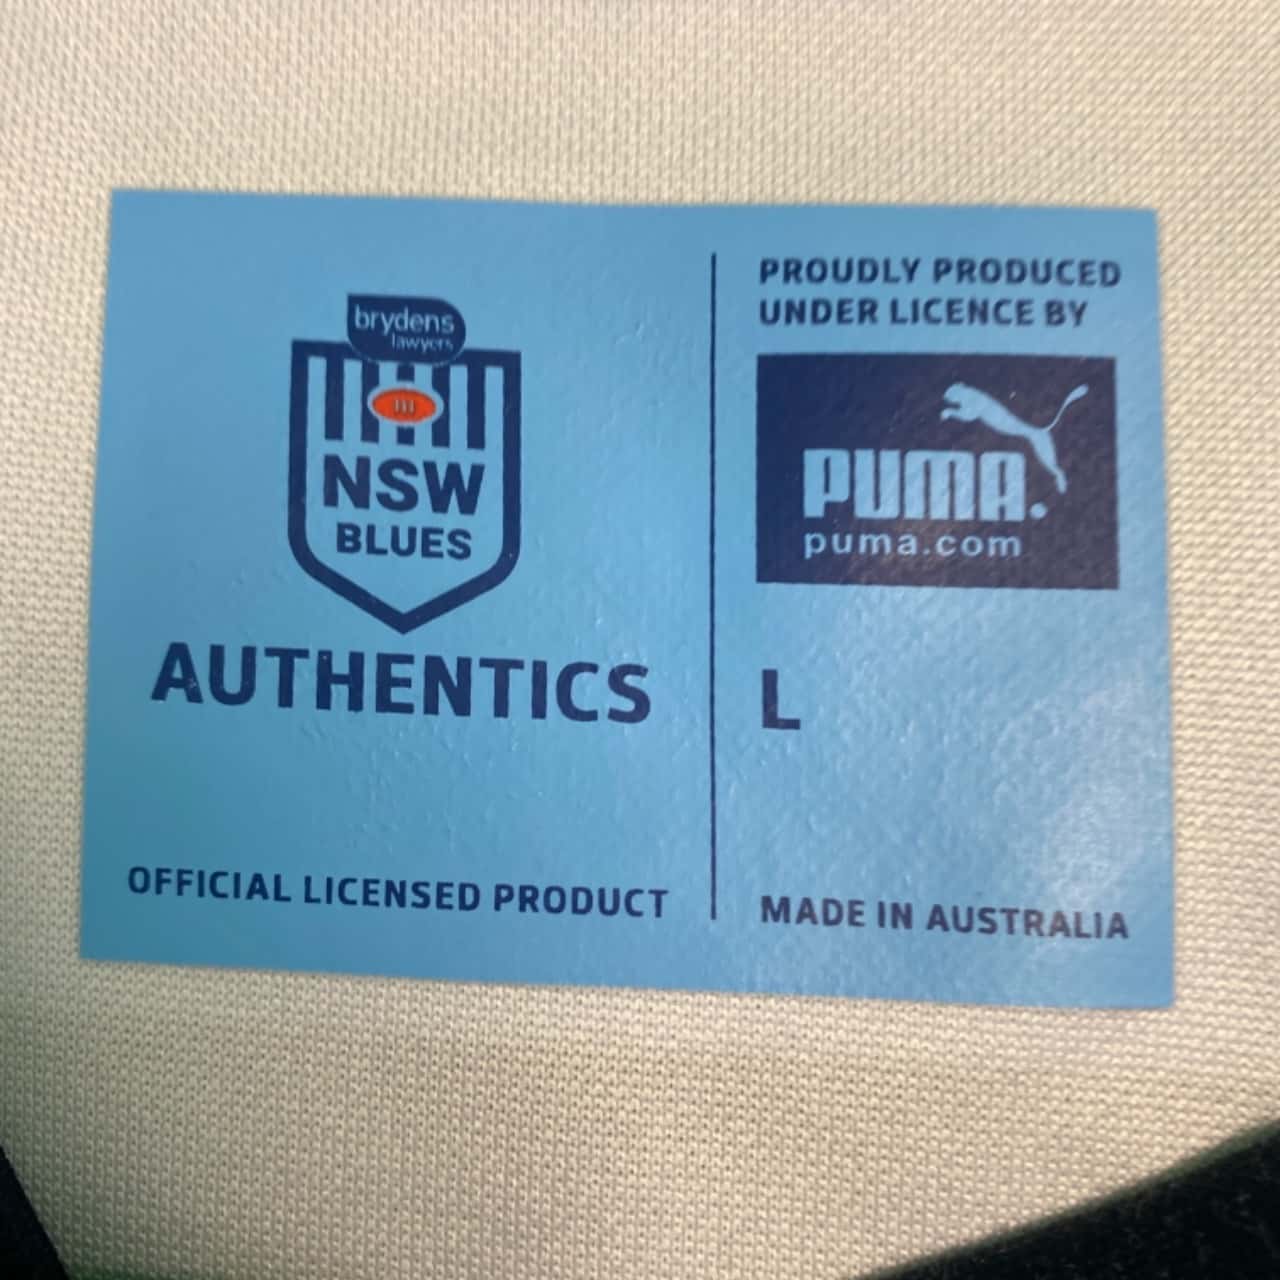 brydens
lawyers
NSW
BLUES
AUTHENTICS
OFFICIAL LICENSED PRODUCT
PROUDLY PRODUCED
UNDER LICENCE BY
PUMA.
puma.com
L
MADE IN AUSTRALIA